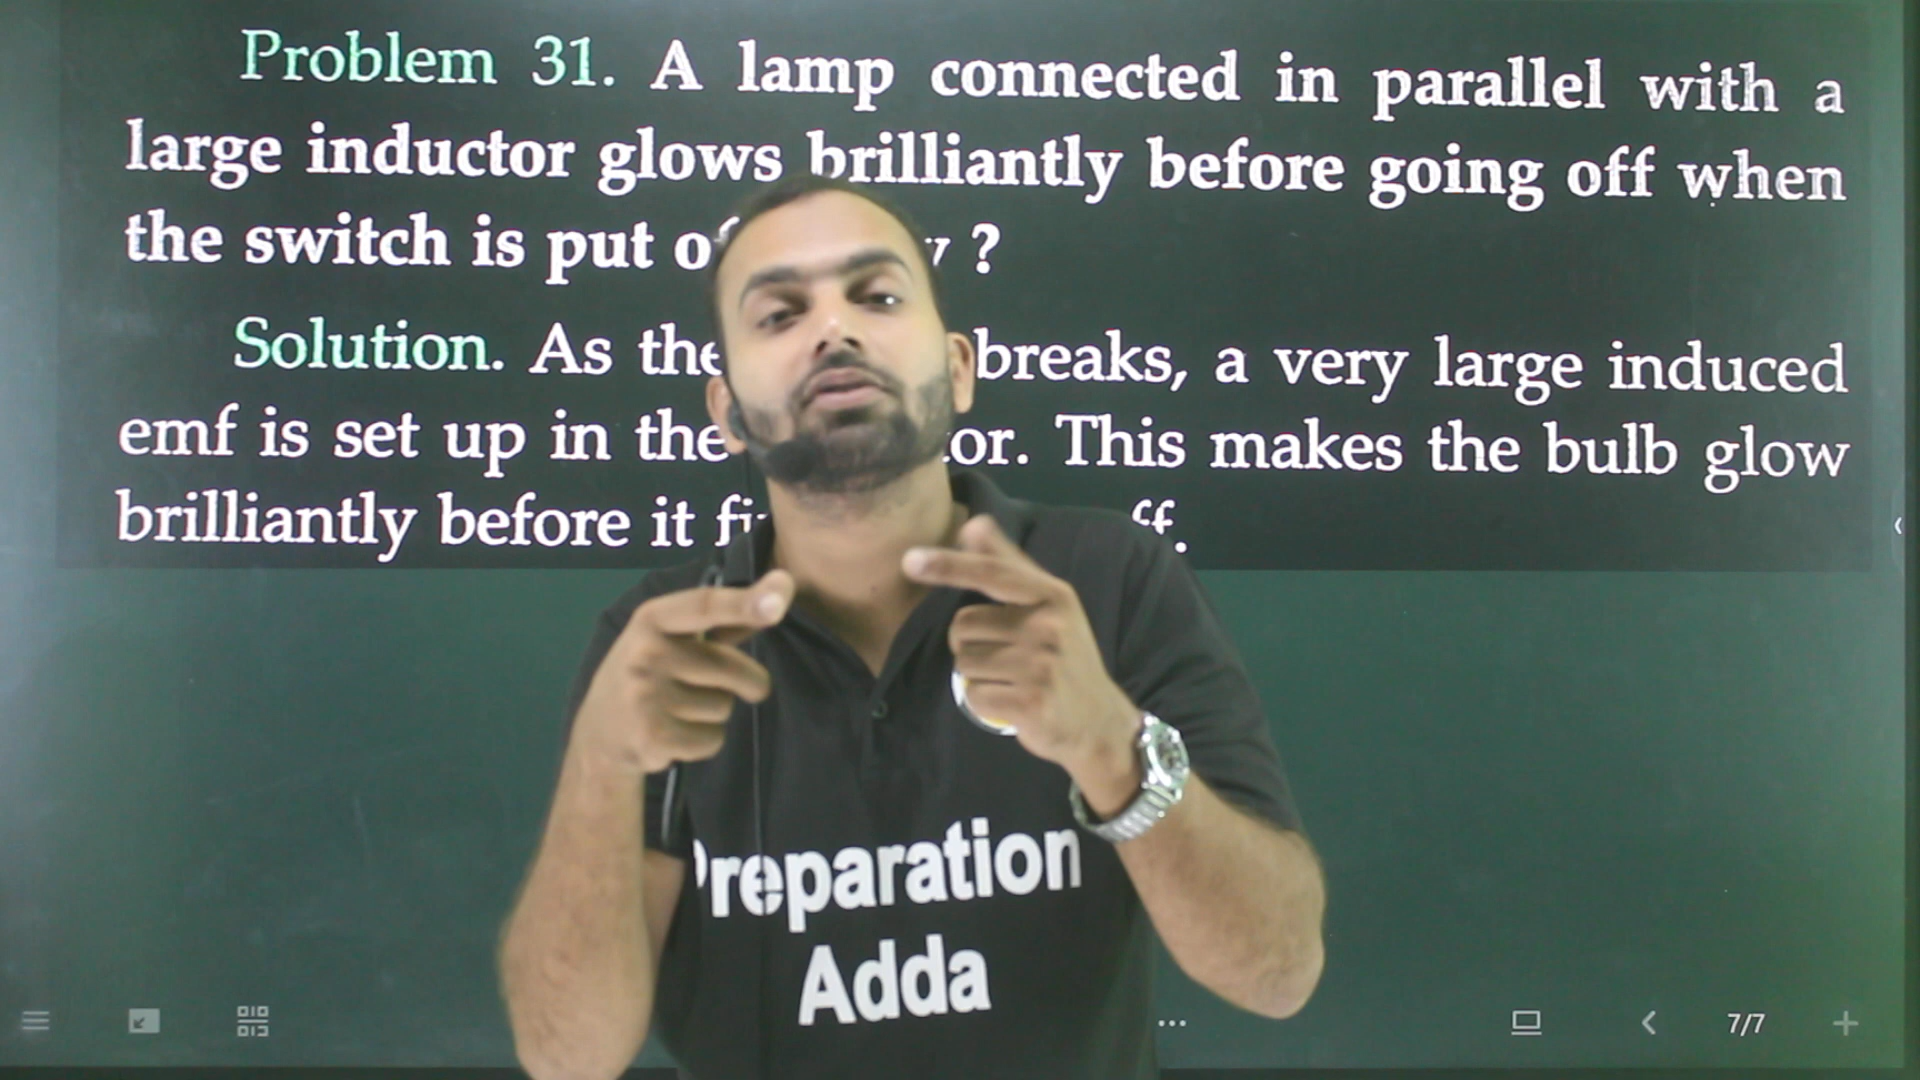 Problem 31. A lamp connected in parallel with a
large inductor glows brilliantly before going off when
the switch is put ?
Solution. As the breaks, a very large induced
emf is set up in the This makes the bulb glow
brilliantly before it
Preparation
Adda
7/7